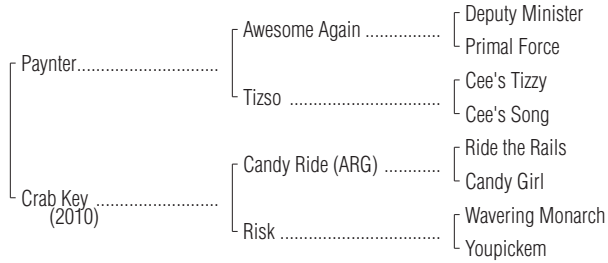 Deputy Minister
Awesome Again ..................
Primal Force
Paynter.............................
Cee's Tizzy
Tizso ...............................
Cee's Song
Ride the Rails
Candy Ride (ARG) ............
Candy Girl
Crab Key .........................
(2010)
Wavering Monarch
Risk .................................
Youpickem